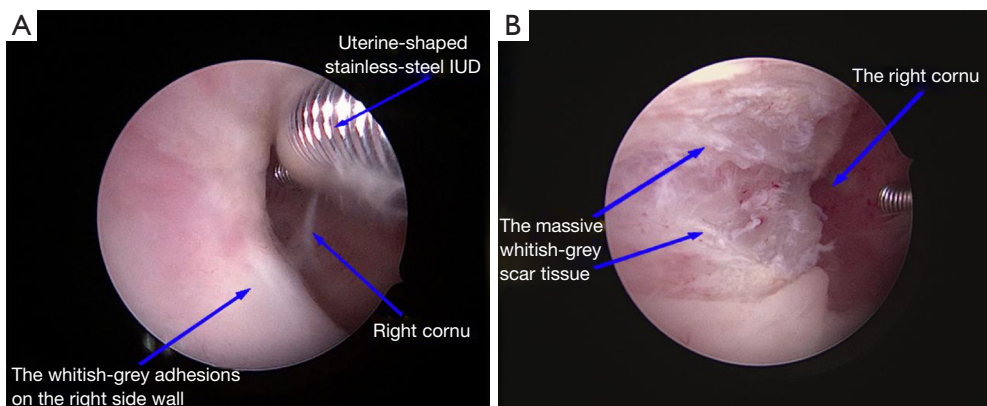 A
Uterine-shaped
stainless-steel IUD
Right cornu
The whitish-grey adhesions
on the right side wall
B
The right cornu
The massive
whitish-grey
scar tissue